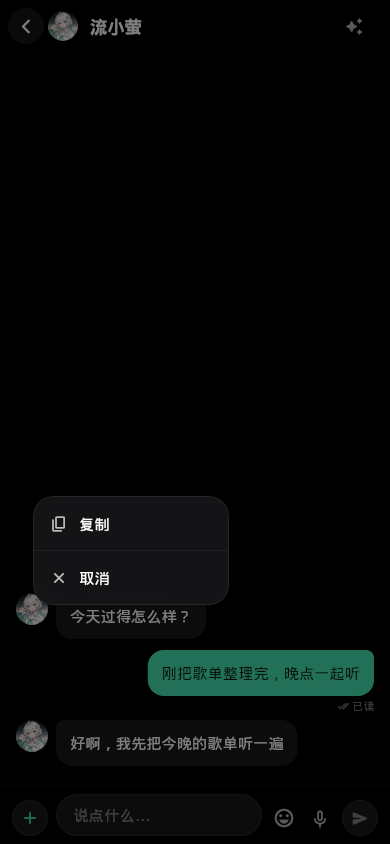 流小萤
复制
取消
今天过得怎么样？
刚把歌单整理完，晚点一起听
已读
好啊，我先把今晚的歌单听一遍
说点什么...